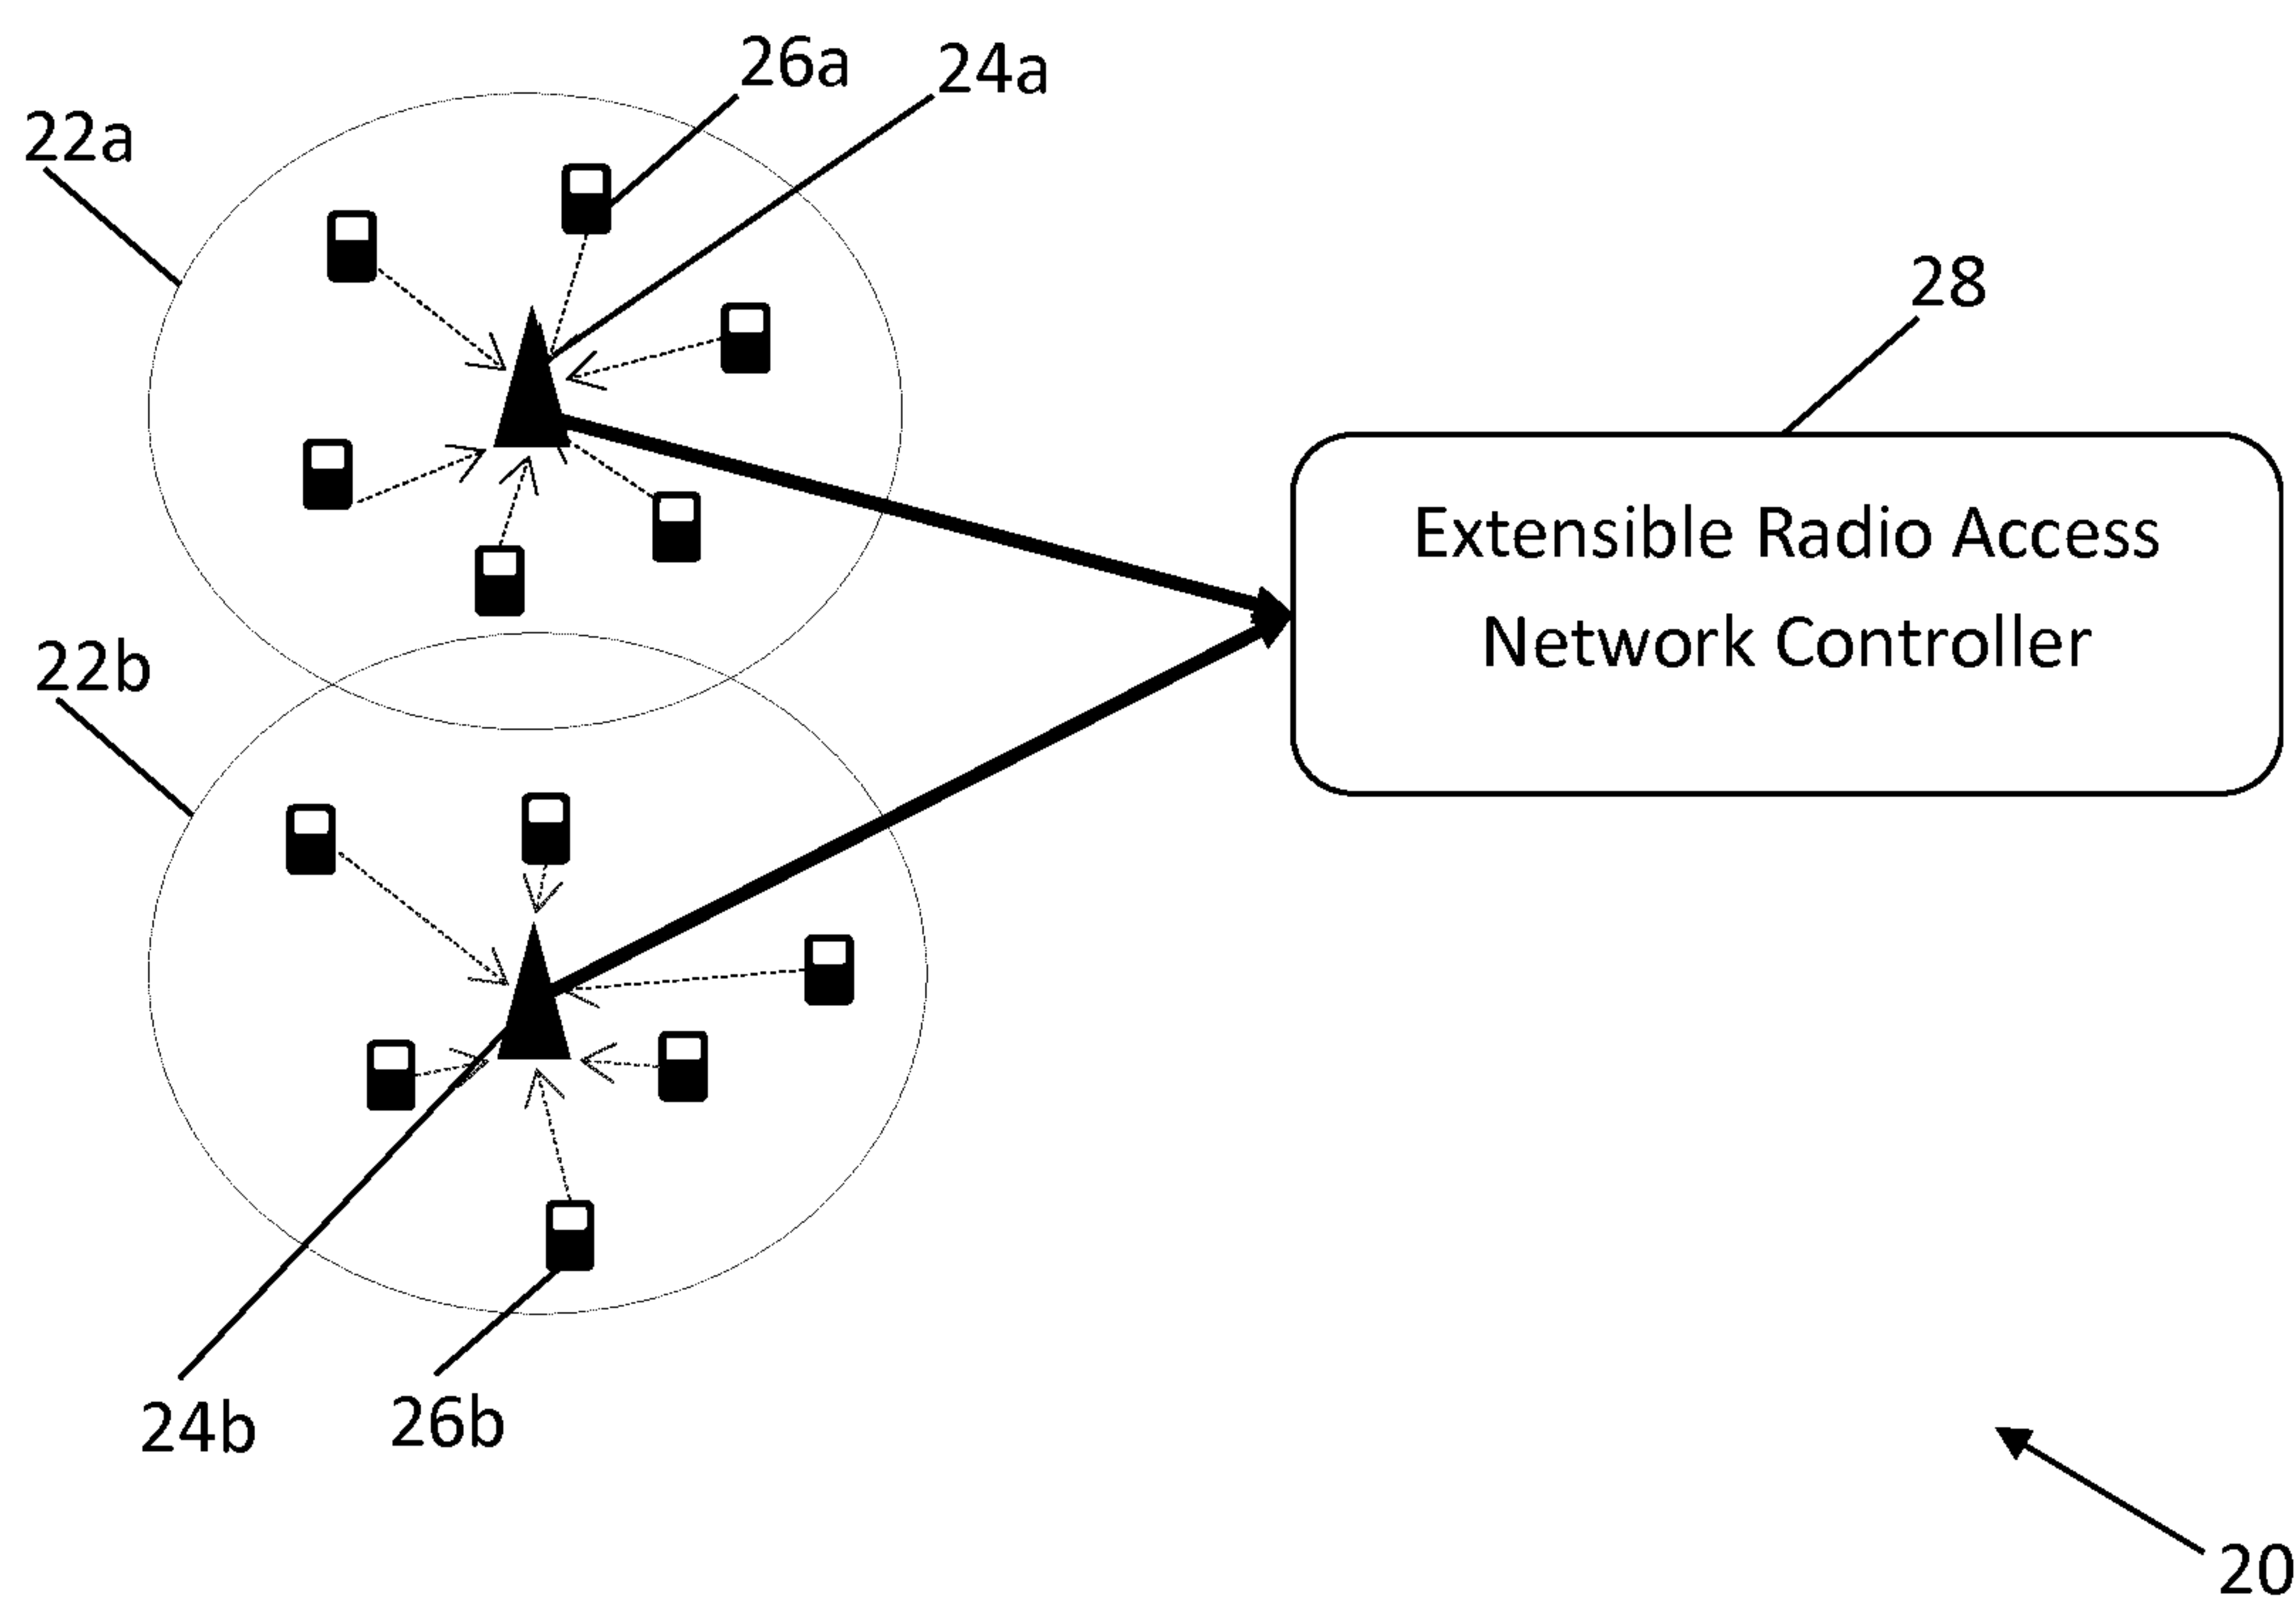 26a
24a
22a
28
Extensible Radio Access
Network Controller
22b
24b
26b
20